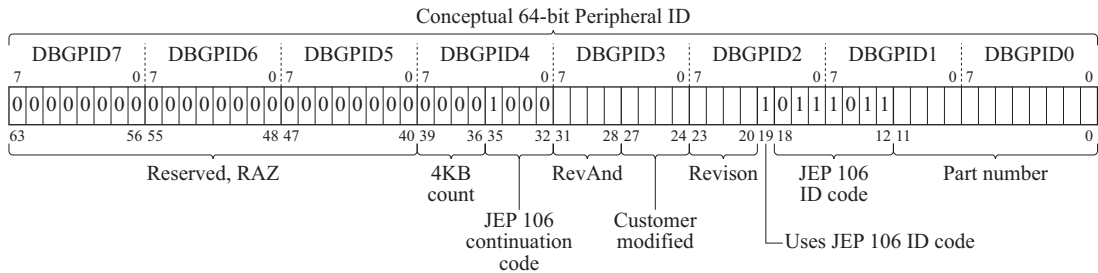 Conceptual 64-bit Peripheral ID
DBGPID7 DBGPID6 DBGPID5 DBGPID4 DBGPID3 DBGPID2 DBGPID1 DBGPID0
7 0 7 0 7 0 7 0 7 0 7 0 7 0 7 0
0 0 0 0 0 0 0 0 0 0 0 0 0 0 0 0 0 0 0 0 0 0 0 0 0 0 0 0 1 0 0 0 1 0 1 1 1 0 1 1
63 56 55 48 47 40 39 36 35 32 31 28 27 24 23 20 19 18 12 11 0
Reserved, RAZ 4KB RevAnd Revison JEP 106 Part number
count ID code
JEP 106 Customer
continuation modified Uses JEP 106 ID code
code